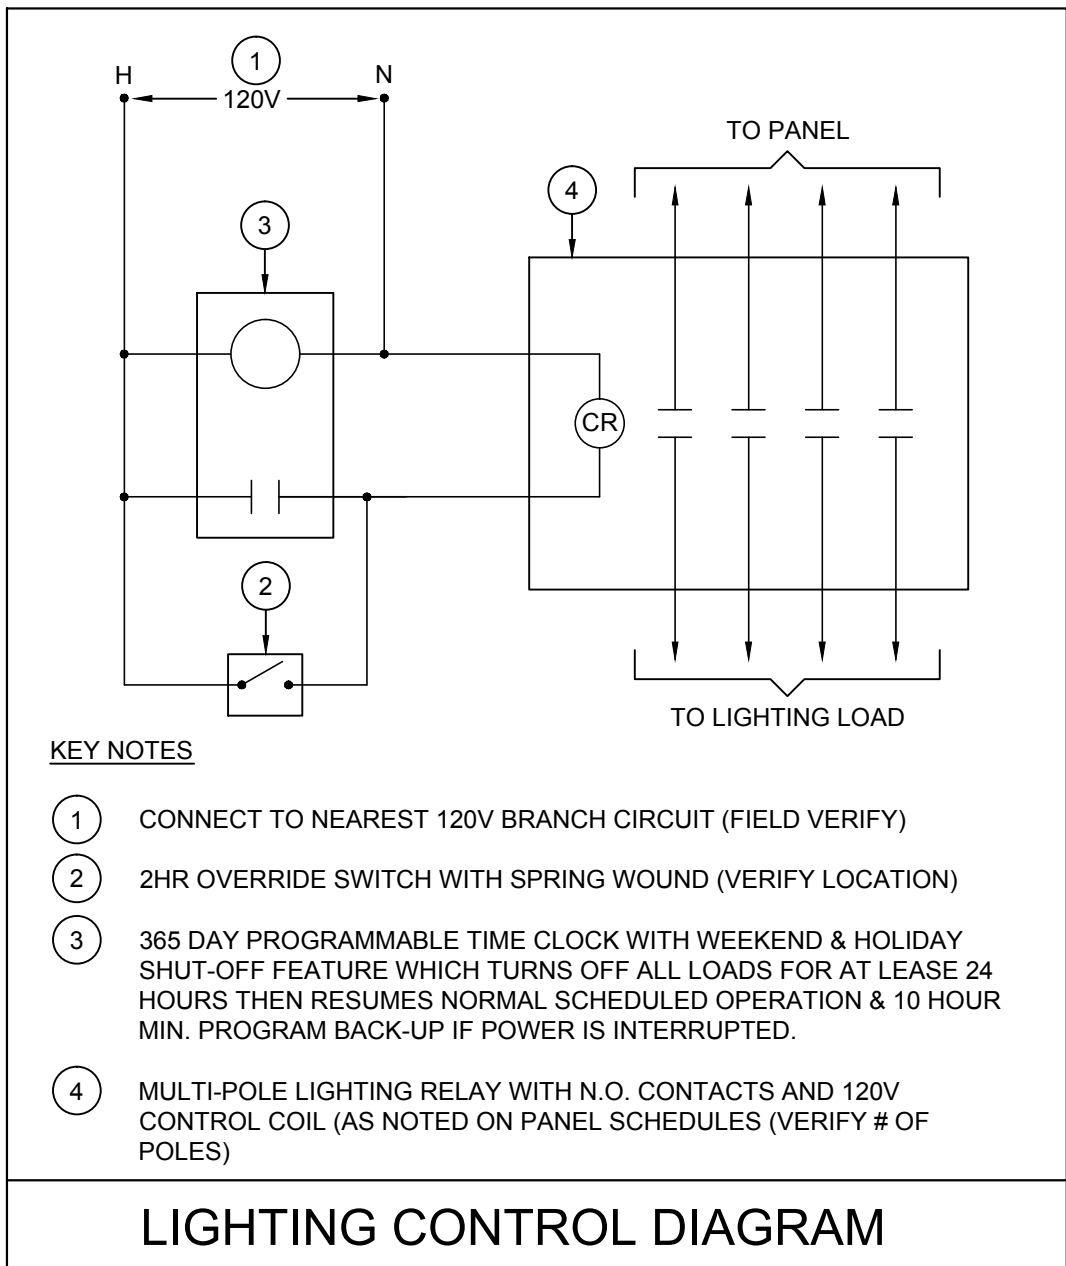 1
H
N
120V
TO PANEL
4
3
CR
2
TO LIGHTING LOAD
KEY NOTES
1 CONNECT TO NEAREST 120V BRANCH CIRCUIT (FIELD VERIFY)
2 2HR OVERRIDE SWITCH WITH SPRING WOUND (VERIFY LOCATION)
3 365 DAY PROGRAMMABLE TIME CLOCK WITH WEEKEND & HOLIDAY
SHUT-OFF FEATURE WHICH TURNS OFF ALL LOADS FOR AT LEASE 24
HOURS THEN RESUMES NORMAL SCHEDULED OPERATION & 10 HOUR
MIN. PROGRAM BACK-UP IF POWER IS INTERRUPTED.
4 MULTI-POLE LIGHTING RELAY WITH N.O. CONTACTS AND 120V
CONTROL COIL (AS NOTED ON PANEL SCHEDULES (VERIFY # OF
POLES)
LIGHTING CONTROL DIAGRAM